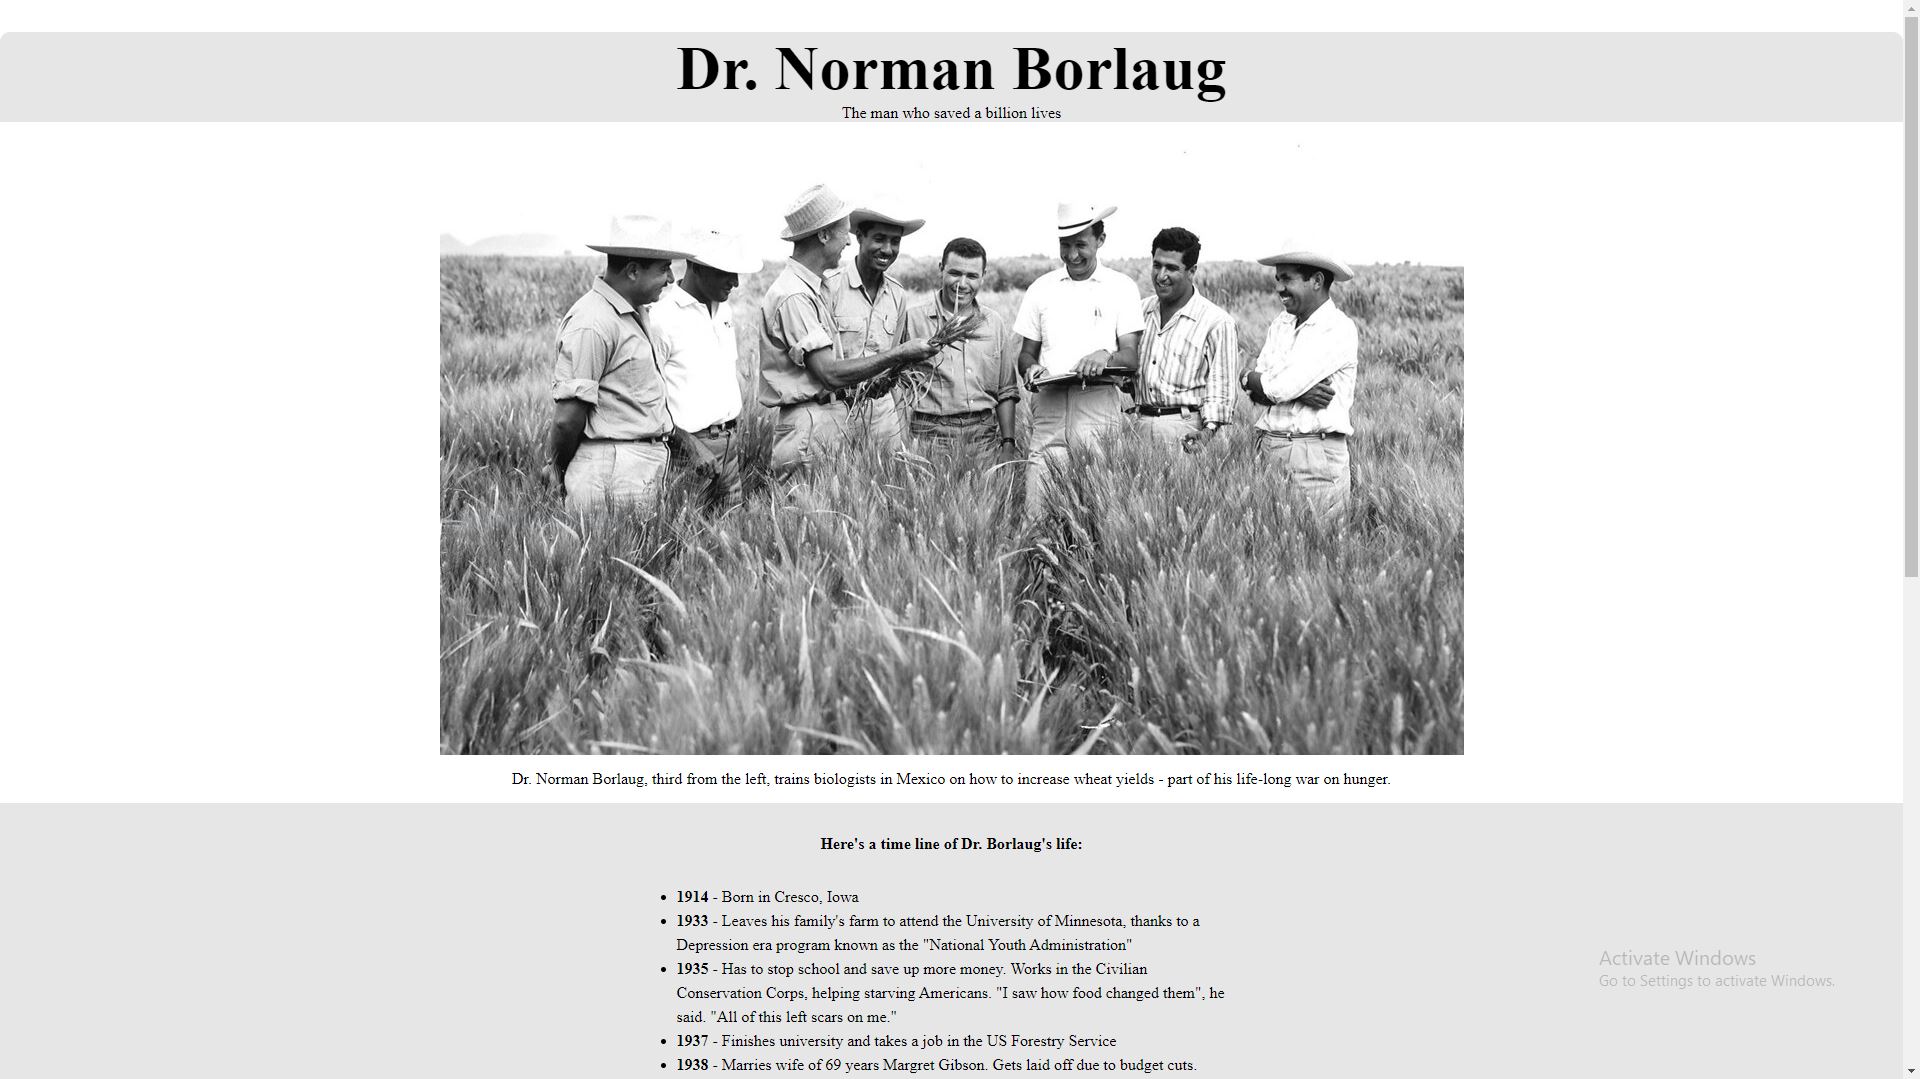 Dr. Norman Borlaug
The man who saved a billion lives
Dr. Norman Borlaug, third from the left, trains biologists in Mexico on how to increase wheat yields - part of his life-long war on hunger.
Here's a time line of Dr. Borlaug's life:
1914 - Born in Cresco, Iowa
1933 - Leaves his family's farm to attend the University of Minnesota, thanks to a
Depression era program known as the "National Youth Administration"
1935 - Has to stop school and save up more money. Works in the Civilian
Conservation Corps, helping starving Americans. "I saw how food changed them", he
said. "All of this left scars on me."
1937 - Finishes university and takes a job in the US Forestry Service
1938 - Marries wife of 69 years Margret Gibson. Gets laid off due to budget cuts.
Activate Windows
Go to Settings to activate Windows.